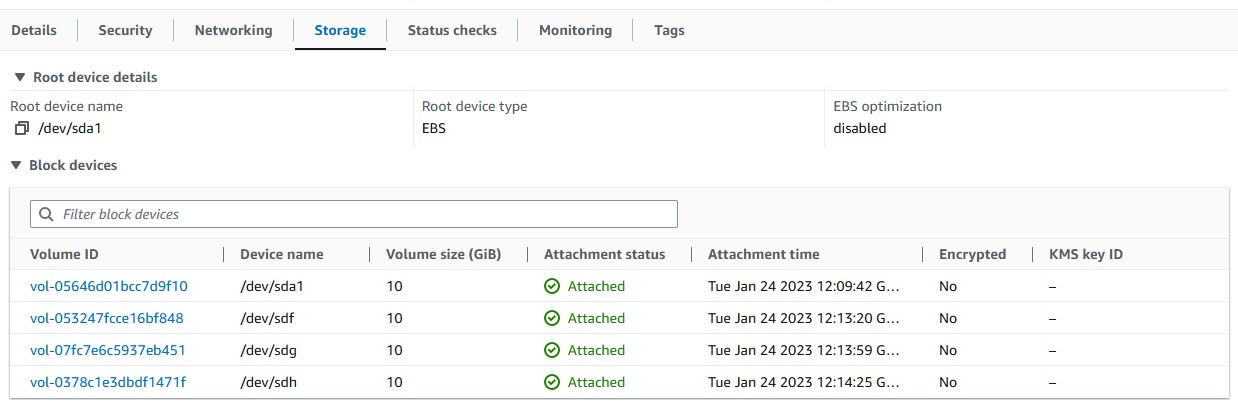 Details Security Networking Storage Status checks Monitoring Tags
Root device details
Root device name Root device type EBS optimization
/dev/sda1 EBS disabled
Block devices
Filter block devices
Volume ID Device name Volume size (GiB) Attachment status Attachment time Encrypted KMS key ID
vol-05646d01bcc7d9f10 /dev/sda1 10 Attached Tue Jan 24 2023 12:09:42 G... No –
vol-053247fcce16bf848 /dev/sdf 10 Attached Tue Jan 24 2023 12:13:20 G... No –
vol-07fc7e6c5937eb451 /dev/sdg 10 Attached Tue Jan 24 2023 12:13:59 G... No –
vol-0378c1e3dbdf1471f /dev/sdh 10 Attached Tue Jan 24 2023 12:14:25 G... No –